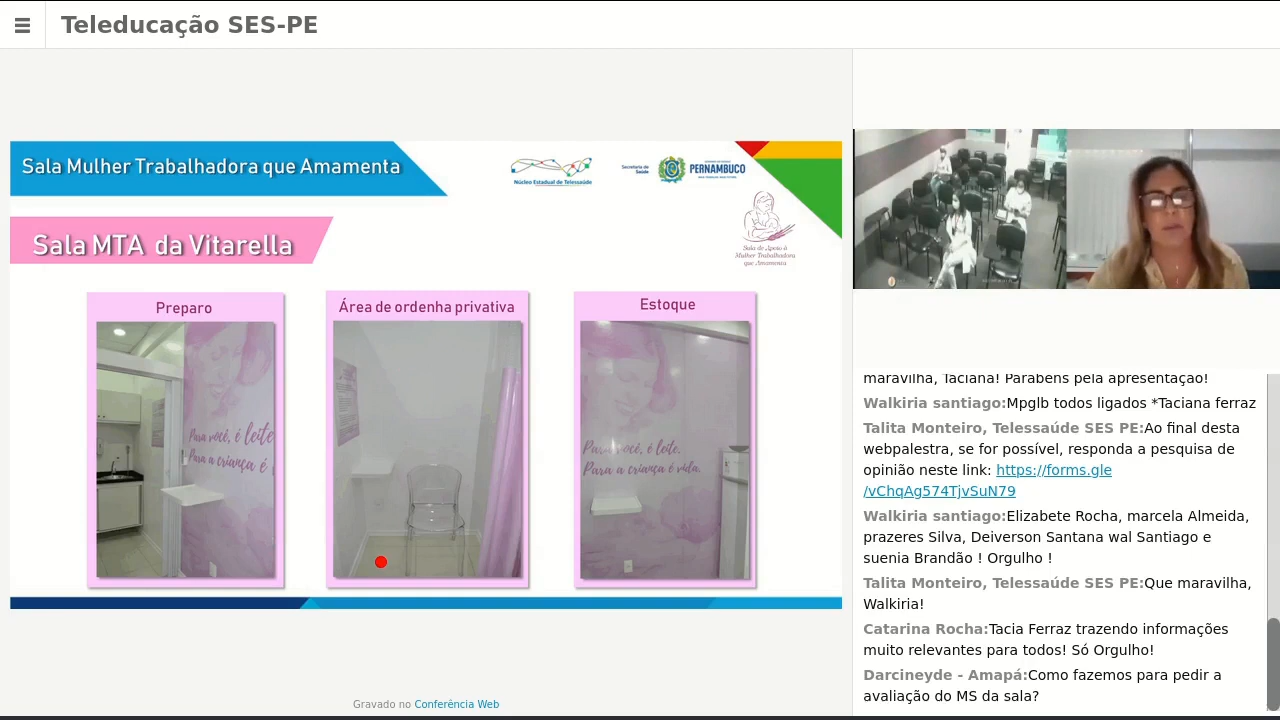 Teleducação SES-PE
Sala Mulher Trabalhadora que Amamenta
Núcleo Estadual de Telessaúde
Secretaria de
Saúde
PERNAMBUCO
Sala MTA da Vitarella
Sala de Apoio à
Mulher Trabalhadora
que Amamenta
Preparo
Para você, é leite
Para a criança é
Área de ordenha privativa
Estoque
Para você, é leite.
Para a criança é vida.
maravilha, Taciana! Parabéns pela apresentação!
Walkiria santiago:Mpglb todos ligados *Taciana ferraz
Talita Monteiro, Telessaúde SES PE:Ao final desta
webpalestra, se for possível, responda a pesquisa de
opinião neste link: https://forms.gle
/vChqAg574TjvSuN79
Walkiria santiago:Elizabete Rocha, marcela Almeida,
prazeres Silva, Deiverson Santana wal Santiago e
suenia Brandão ! Orgulho !
Talita Monteiro, Telessaúde SES PE:Que maravilha,
Walkiria!
Catarina Rocha:Tacia Ferraz trazendo informações
muito relevantes para todos! Só Orgulho!
Darcineyde - Amapá:Como fazemos para pedir a
avaliação do MS da sala?
Gravado no Conferência Web